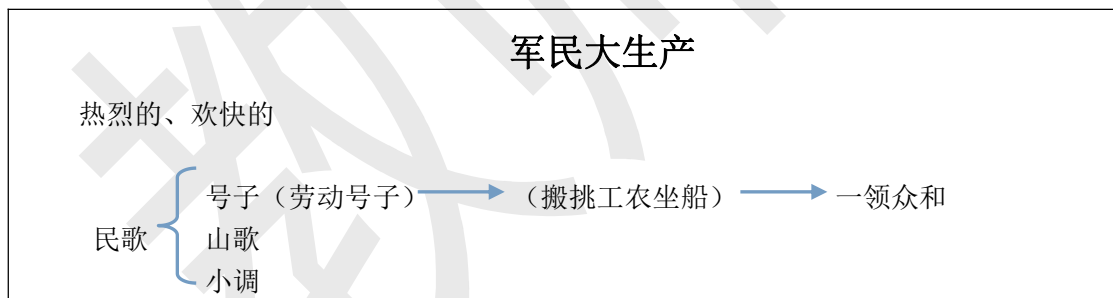 军民大生产
热烈的、欢快的
号子（劳动号子） （搬挑工农坐船） 一领众和
民歌 山歌
小调